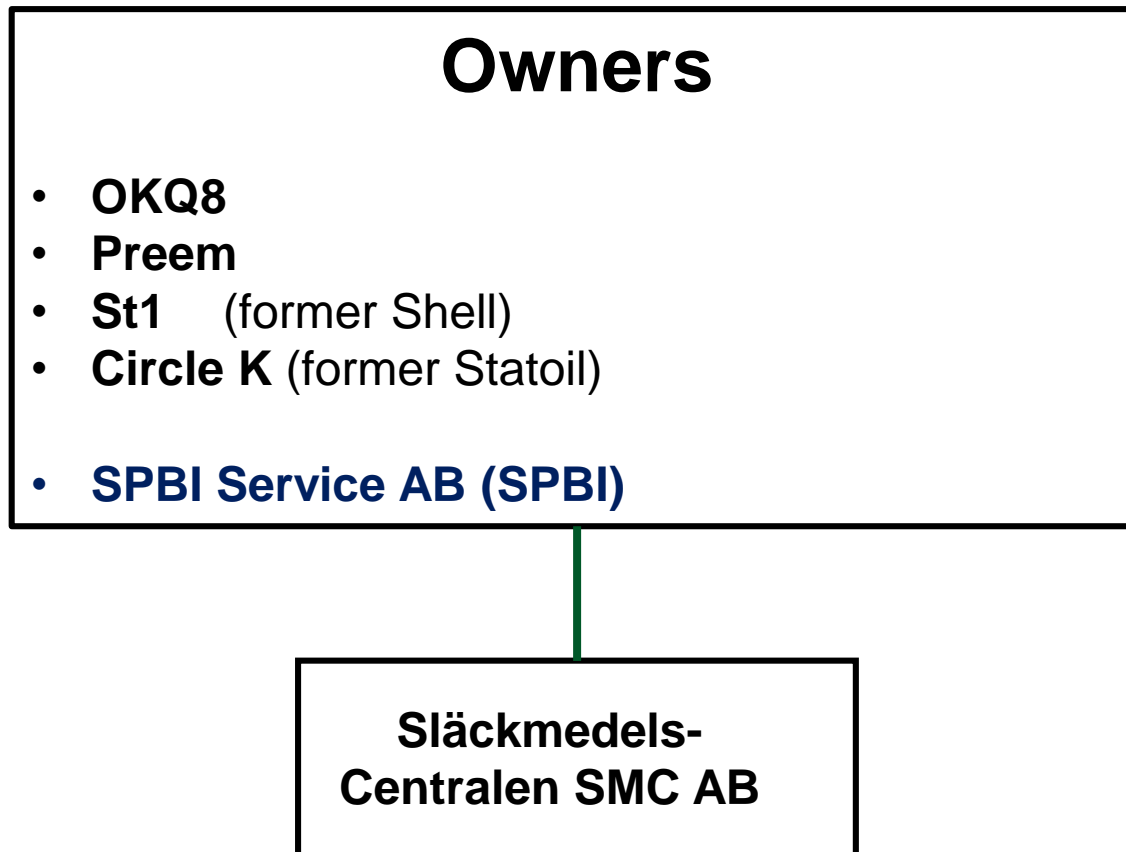 Owners
• OKQ8
• Preem
• St1 (former Shell)
• Circle K (former Statoil)
• SPBI Service AB (SPBI)
Släckmedels-
Centralen SMC AB